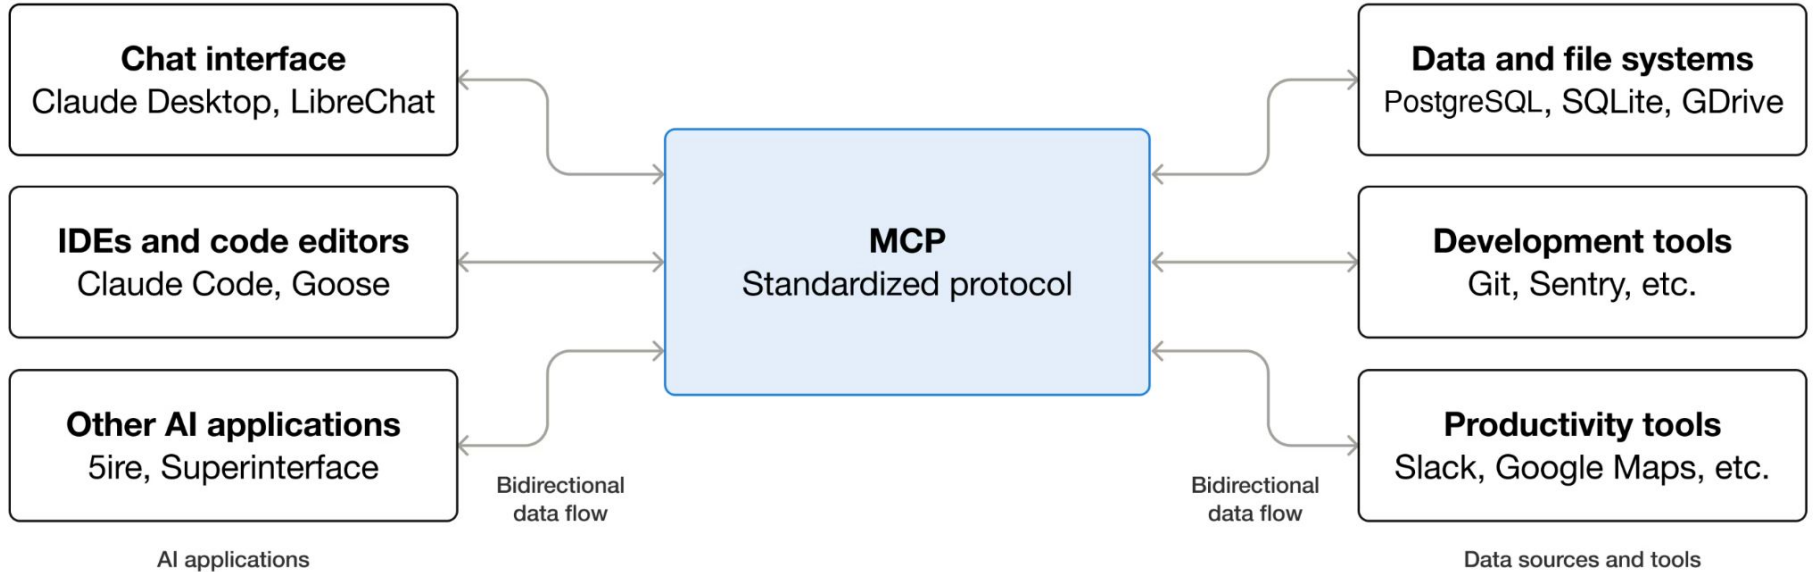 Chat interface
Claude Desktop, LibreChat
IDEs and code editors
Claude Code, Goose
Other AI applications
5ire, Superinterface
AI applications
Bidirectional
data flow
MCP
Standardized protocol
Bidirectional
data flow
Data and file systems
PostgreSQL, SQLite, GDrive
Development tools
Git, Sentry, etc.
Productivity tools
Slack, Google Maps, etc.
Data sources and tools